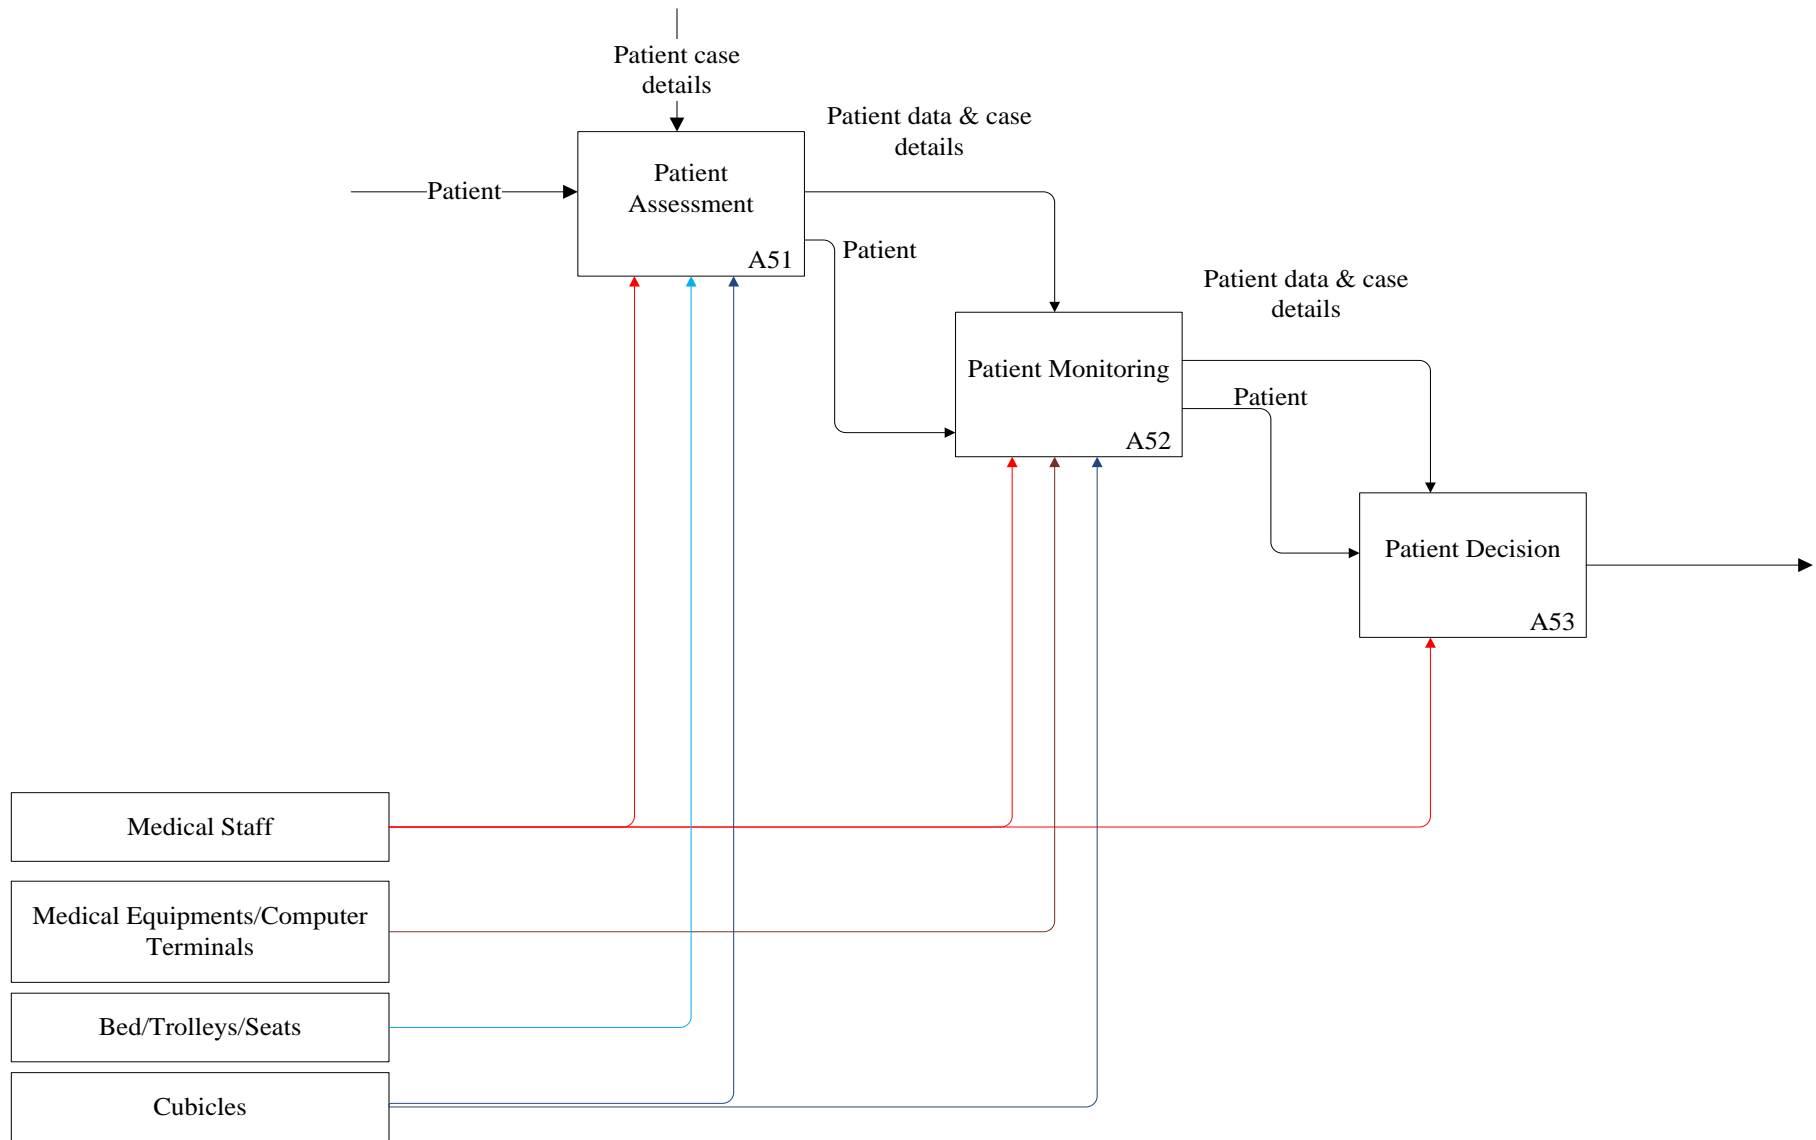 Patient case
details
Patient data & case
details
Patient
Patient
Assessment
A51
Patient
Patient data & case
details
Patient Monitoring
Patient
A52
Patient Decision
A53
Medical Staff
Medical Equipments/Computer
Terminals
Bed/Trolleys/Seats
Cubicles